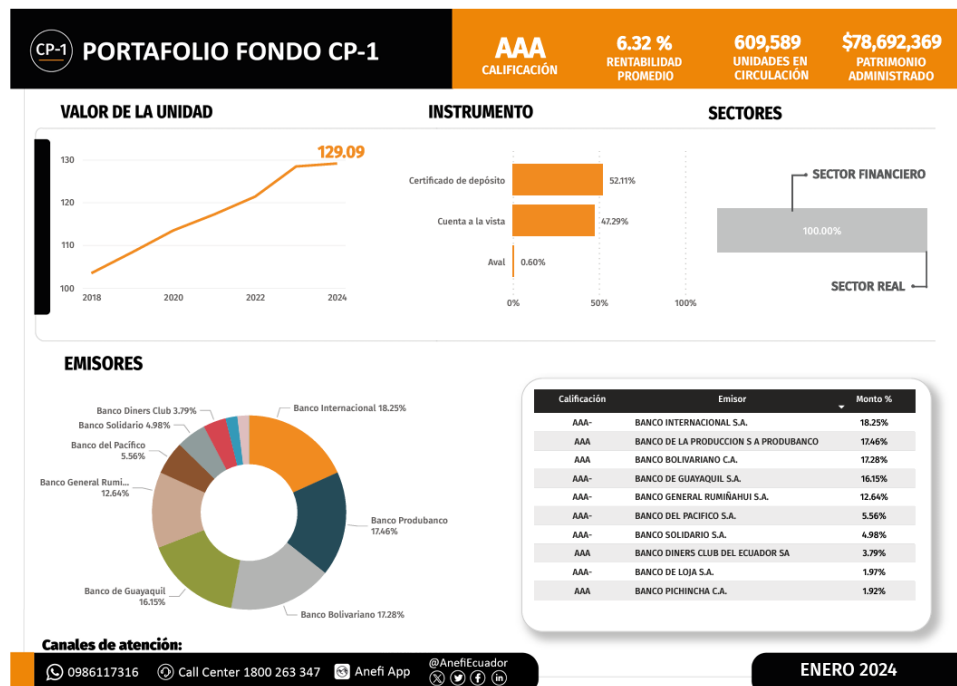 CP-1 PORTAFOLIO FONDO CP-1
AAA
CALIFICACIÓN
6.32 %
RENTABILIDAD
PROMEDIO
609,589
UNIDADES EN
CIRCULACIÓN
$78,692,369
PATRIMONIO
ADMINISTRADO
VALOR DE LA UNIDAD
129.09
130
120
110
100
2018 2020 2022 2024
INSTRUMENTO
Certificado de depósito 52.11%
Cuenta a la vista 47.29%
Aval 0.60%
0% 50% 100%
SECTORES
SECTOR FINANCIERO
100.00%
SECTOR REAL
EMISORES
Banco Internacional 18.25%
Banco Produbanco
17.46%
Banco Bolivariano 17.28%
Banco de Guayaquil
16.15%
Banco General Rumi...
12.64%
Banco del Pacífico
5.56%
Banco Solidario 4.98%
Banco Diners Club 3.79%
Calificación Emisor Monto %
AAA- BANCO INTERNACIONAL S.A. 18.25%
AAA BANCO DE LA PRODUCCION S A PRODUBANCO 17.46%
AAA BANCO BOLIVARIANO C.A. 17.28%
AAA- BANCO DE GUAYAQUIL S.A. 16.15%
AAA- BANCO GENERAL RUMIÑAHUI S.A. 12.64%
AAA- BANCO DEL PACIFICO S.A. 5.56%
AAA- BANCO SOLIDARIO S.A. 4.98%
AAA BANCO DINERS CLUB DEL ECUADOR SA 3.79%
AAA- BANCO DE LOJA S.A. 1.97%
AAA BANCO PICHINCHA C.A. 1.92%
Canales de atención:
0986117316 Call Center 1800 263 347 Anefi App
@AnefiEcuador
ENERO 2024